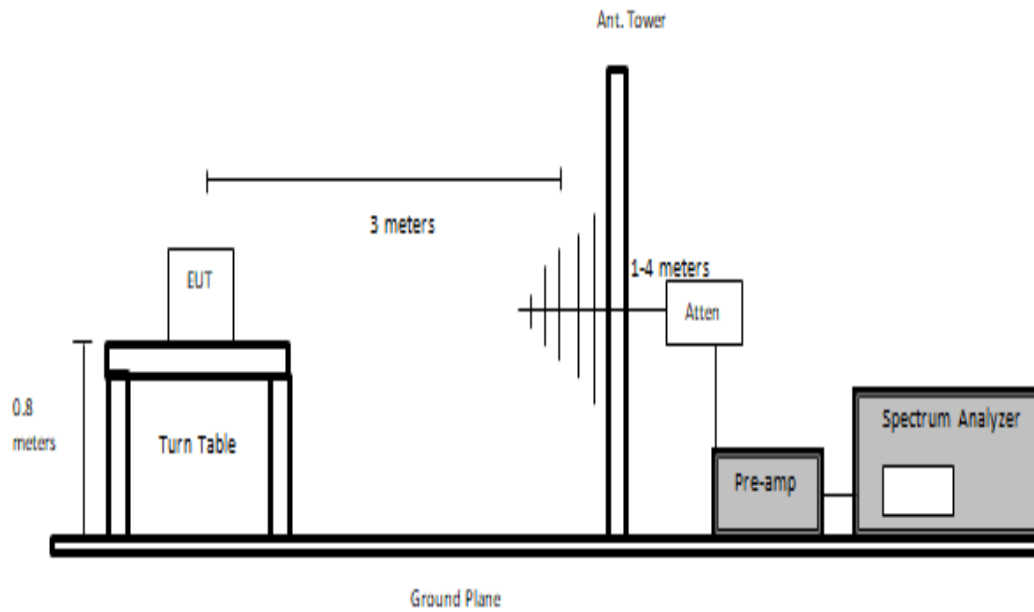 Ant. Tower
3 meters
EUT
1-4 meters
Atten
0.8
meters
Turn Table
Spectrum Analyzer
Pre-amp
Ground Plane